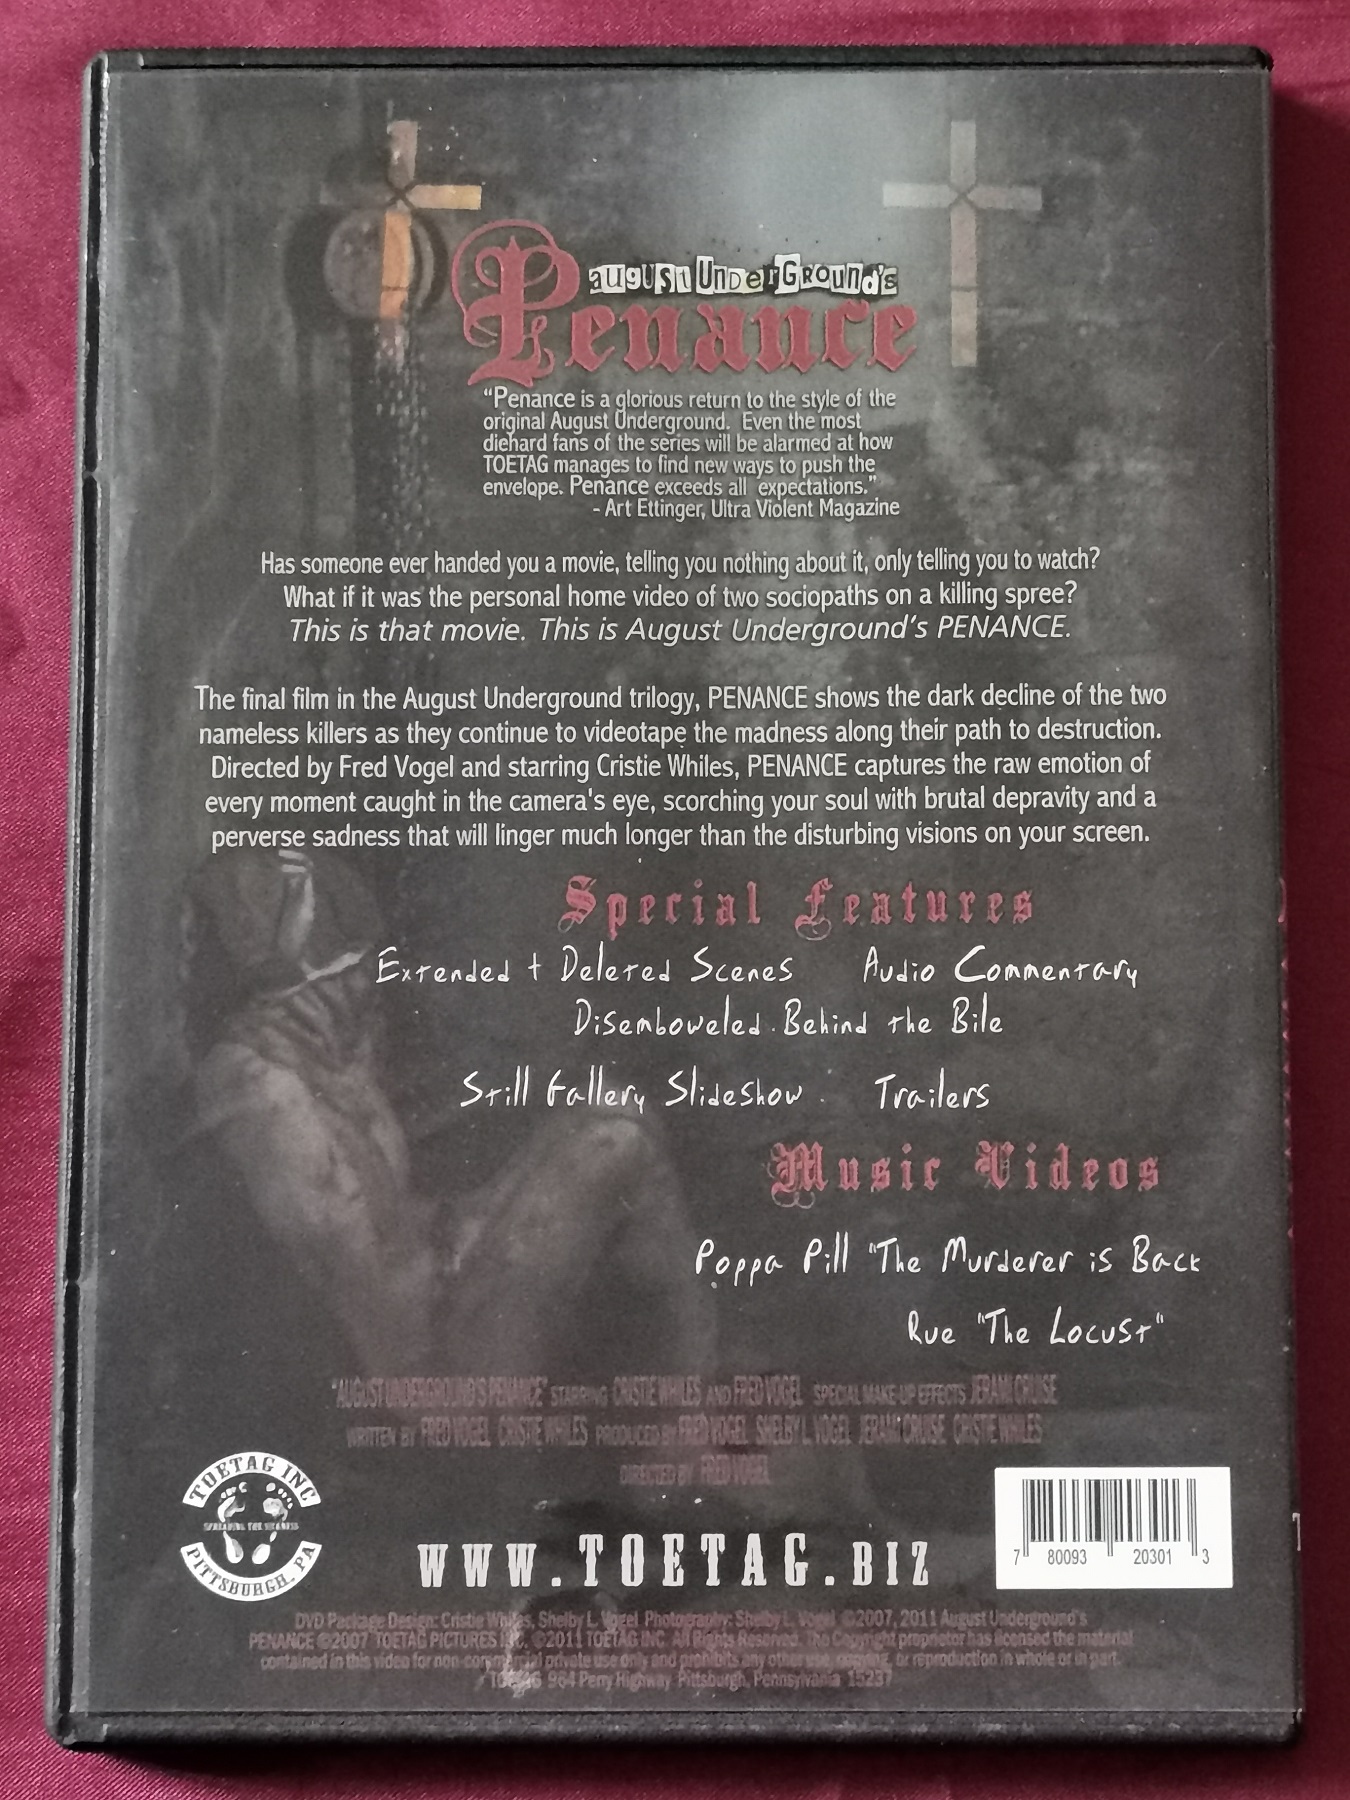 august Underground's
Penance
"Penance is a glorious return to the style of the
original August Underground. Even the most
diehard fans of the series will be alarmed at how
TOETAG manages to find new ways to push the
envelope. Penance exceeds all expectations."
- Art Ettinger, Ultra Violent Magazine
Has someone ever handed you a movie, telling you nothing about it, only telling you to watch?
What if it was the personal home video of two sociopaths on a killing spree?
This is that movie. This is August Underground's PENANCE.
The final film in the August Underground trilogy, PENANCE shows the dark decline of the two
nameless killers as they continue to videotape the madness along their path to destruction.
Directed by Fred Vogel and starring Cristie Whiles, PENANCE captures the raw emotion of
every moment caught in the camera's eye, scorching your soul with brutal depravity and a
perverse sadness that will linger much longer than the disturbing visions on your screen.
Special Features
Extended + Deleted Scenes Audio Commentary
Disemboweled. Behind the Bile
Still Gallery Slideshow. Trailers
Music Videos
Poppa Pill "The Murderer is Back
Rue "The Locust"
"AUGUST UNDERGROUND'S PENANCE" STARRING CRISTIE WHILES AND FRED VOGEL SPECIAL MAKE-UP EFFECTS JERAMI CRUISE
WRITTEN BY FRED VOGEL CRISTIE WHILES PRODUCED BY FRED VOGEL SHELBY L. VOGEL JERAMI CRUISE CRISTIE WHILES
DIRECTED BY FRED VOGEL
TOETAG INC
SPREADING THE SICKNESS
PITTSBURGH, PA
WWW.TOETAG.BIZ
7 80093 20301 3
DVD Package Design: Cristie Whiles, Shelby L. Vogel Photography: Shelby L. Vogel ©2007, 2011 August Underground's
PENANCE ©2007 TOETAG PICTURES INC. ©2011 TOETAG INC. All Rights Reserved. The Copyright proprietor has licensed the material
contained in this video for non-commercial private use only and prohibits any other use, copying, or reproduction in whole or in part.
TOETAG 964 Perry Highway Pittsburgh, Pennsylvania 15237